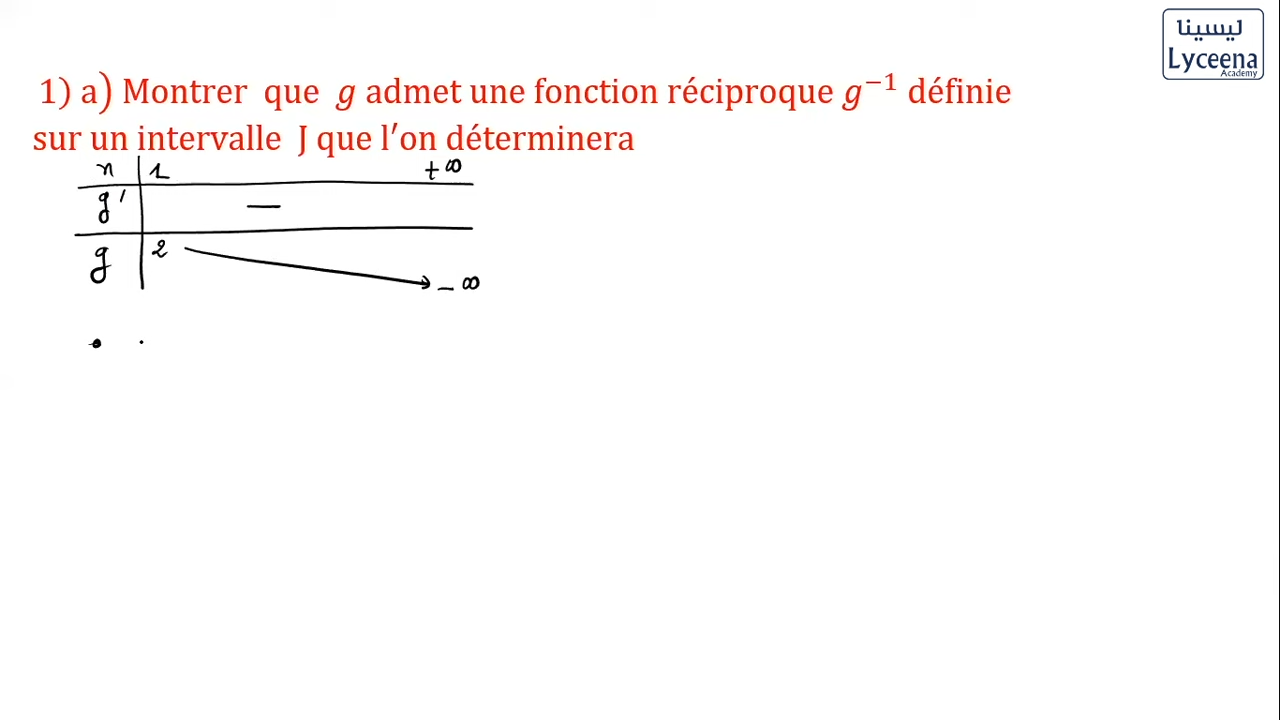 ليسينا
Lyceena
Academy
1) a) Montrer que g admet une fonction réciproque g⁻¹ définie
sur un intervalle J que l'on déterminera
x 1 +∞
g' —
g 2 -∞